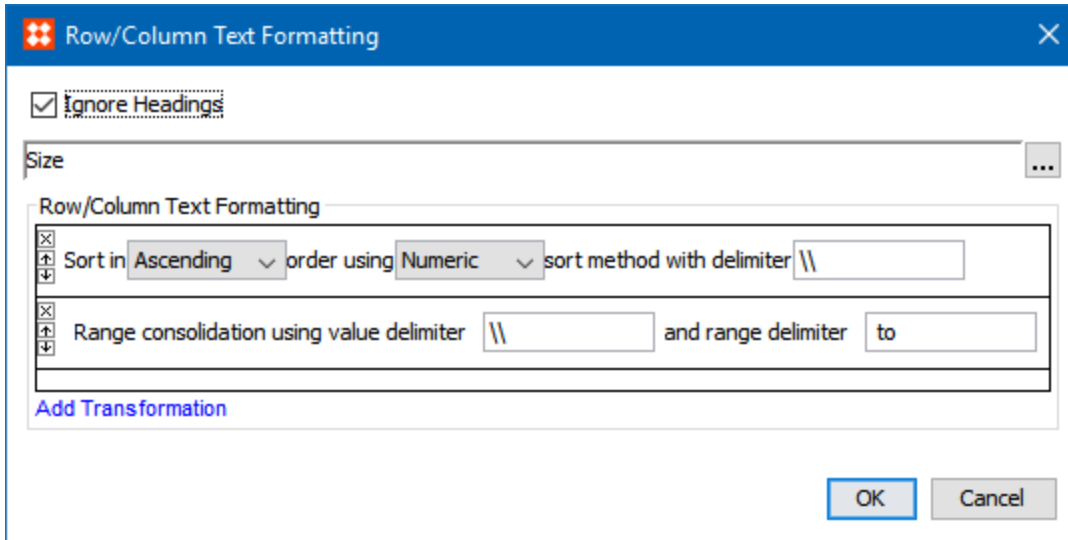 Row/Column Text Formatting
Ignore Headings
Size
...
Row/Column Text Formatting
Sort in Ascending order using Numeric sort method with delimiter \\
Range consolidation using value delimiter \\ and range delimiter to
Add Transformation
OK Cancel